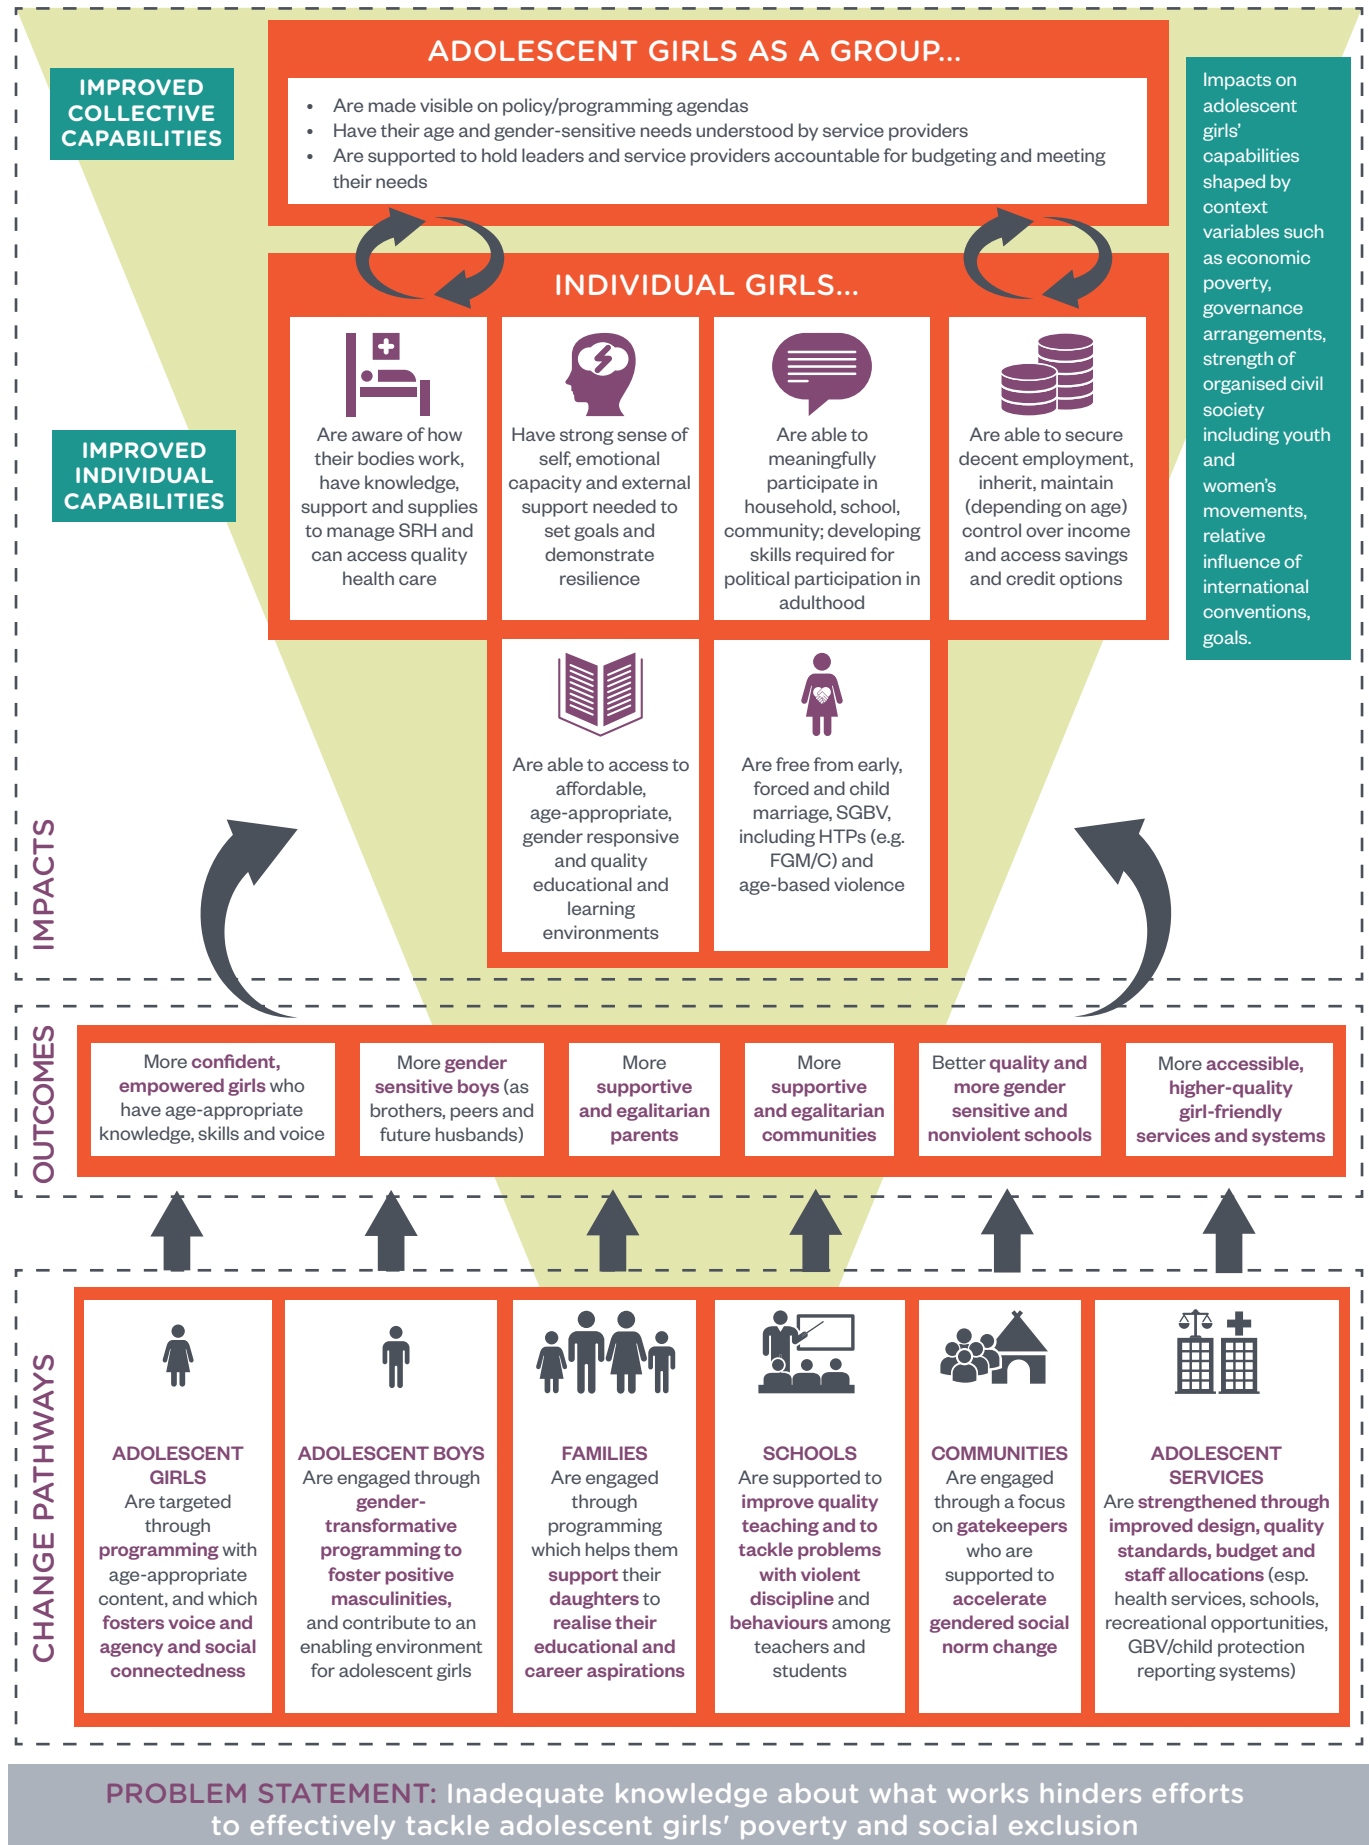 ADOLESCENT GIRLS AS A GROUP...
• Are made visible on policy/programming agendas
• Have their age and gender-sensitive needs understood by service providers
• Are supported to hold leaders and service providers accountable for budgeting and meeting
their needs
IMPROVED
COLLECTIVE
CAPABILITIES
Impacts on
adolescent
girls'
capabilities
shaped by
context
variables such
as economic
poverty,
governance
arrangements,
strength of
organised civil
society
including youth
and
women's
movements,
relative
influence of
international
conventions,
goals.
INDIVIDUAL GIRLS...
IMPROVED
INDIVIDUAL
CAPABILITIES
Are aware of how
their bodies work,
have knowledge,
support and supplies
to manage SRH and
can access quality
health care
Have strong sense of
self, emotional
capacity and external
support needed to
set goals and
demonstrate
resilience
Are able to
meaningfully
participate in
household, school,
community; developing
skills required for
political participation in
adulthood
Are able to secure
decent employment,
inherit, maintain
(depending on age)
control over income
and access savings
and credit options
Are able to access to
affordable,
age-appropriate,
gender responsive
and quality
educational and
learning
environments
Are free from early,
forced and child
marriage, SGBV,
including HTPs (e.g.
FGM/C) and
age-based violence
IMPACTS
OUTCOMES
More confident,
empowered girls who
have age-appropriate
knowledge, skills and voice
More gender
sensitive boys (as
brothers, peers and
future husbands)
More
supportive
and egalitarian
parents
More
supportive
and egalitarian
communities
Better quality and
more gender
sensitive and
nonviolent schools
More accessible,
higher-quality
girl-friendly
services and systems
CHANGE PATHWAYS
ADOLESCENT
GIRLS
Are targeted
through
programming with
age-appropriate
content, and which
fosters voice and
agency and social
connectedness
ADOLESCENT BOYS
Are engaged through
gender-
transformative
programming to
foster positive
masculinities,
and contribute to an
enabling environment
for adolescent girls
FAMILIES
Are engaged
through
programming
which helps them
support their
daughters to
realise their
educational and
career aspirations
SCHOOLS
Are supported to
improve quality
teaching and to
tackle problems
with violent
discipline and
behaviours among
teachers and
students
COMMUNITIES
Are engaged
through a focus
on gatekeepers
who are
supported to
accelerate
gendered social
norm change
ADOLESCENT
SERVICES
Are strengthened through
improved design, quality
standards, budget and
staff allocations (esp.
health services, schools,
recreational opportunities,
GBV/child protection
reporting systems)
PROBLEM STATEMENT: Inadequate knowledge about what works hinders efforts
to effectively tackle adolescent girls' poverty and social exclusion